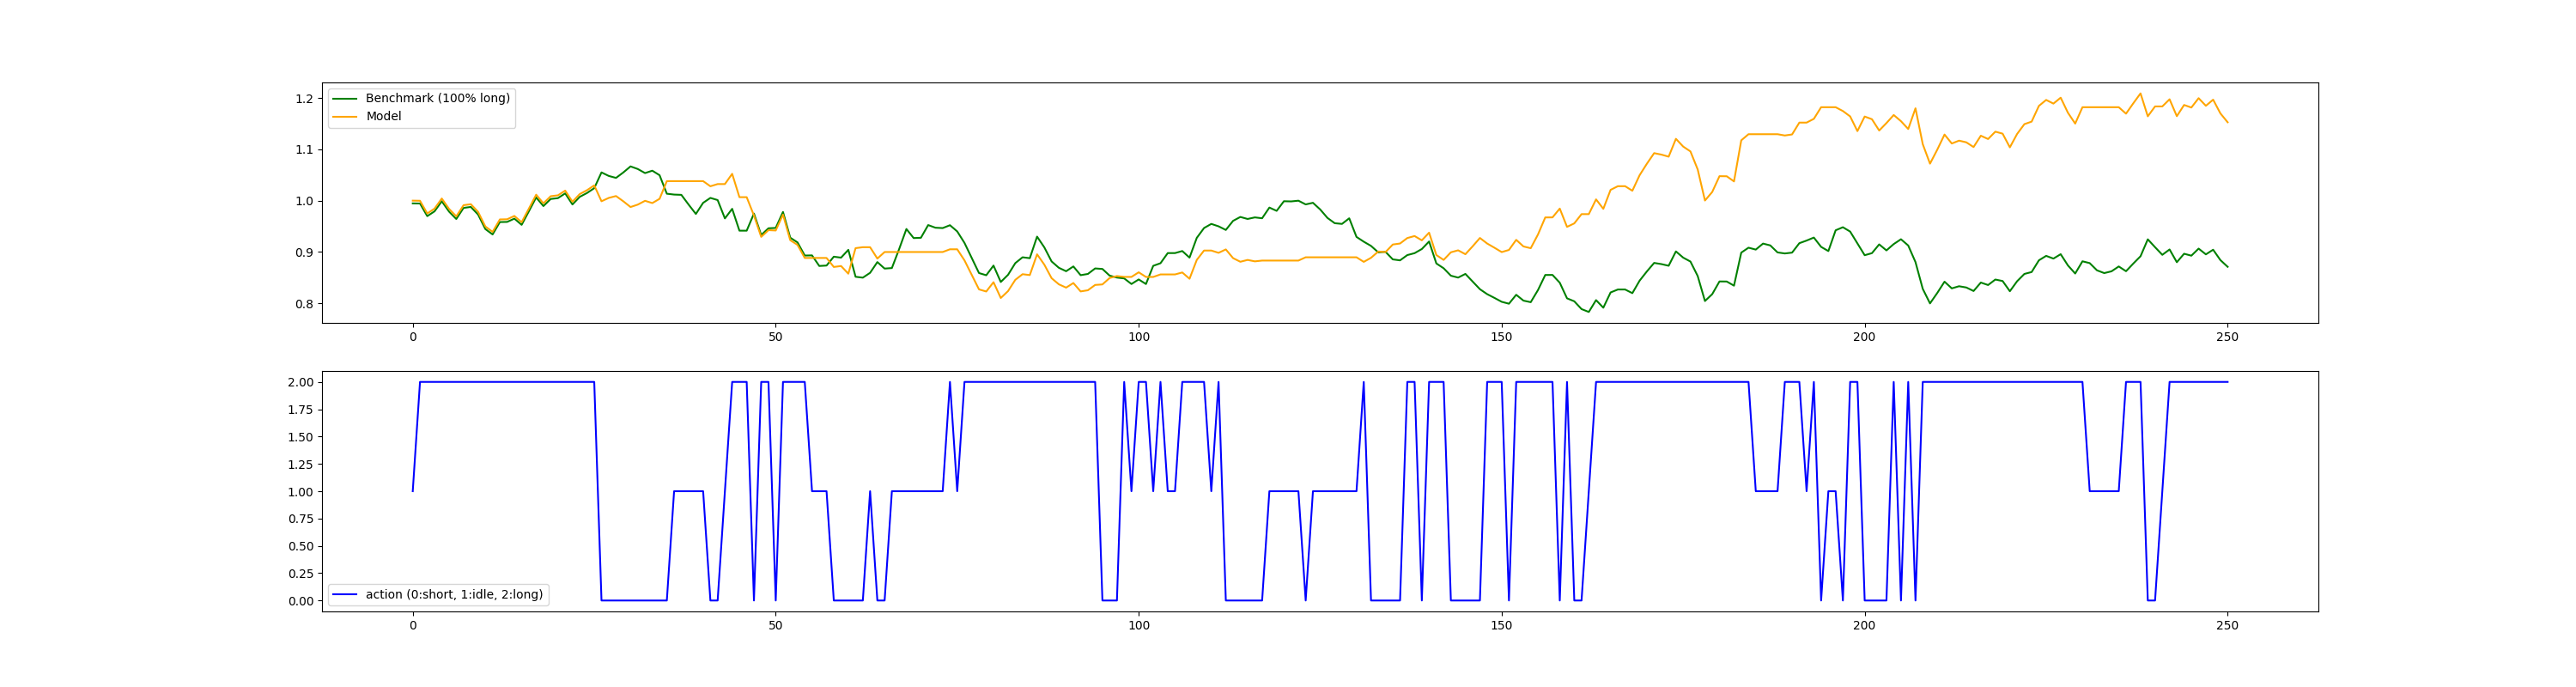 1.2
1.1
1.0
0.9
0.8
Benchmark (100% long)
Model
0 50 100 150 200 250
2.00
1.75
1.50
1.25
1.00
0.75
0.50
0.25
0.00
action (0:short, 1:idle, 2:long)
0 50 100 150 200 250